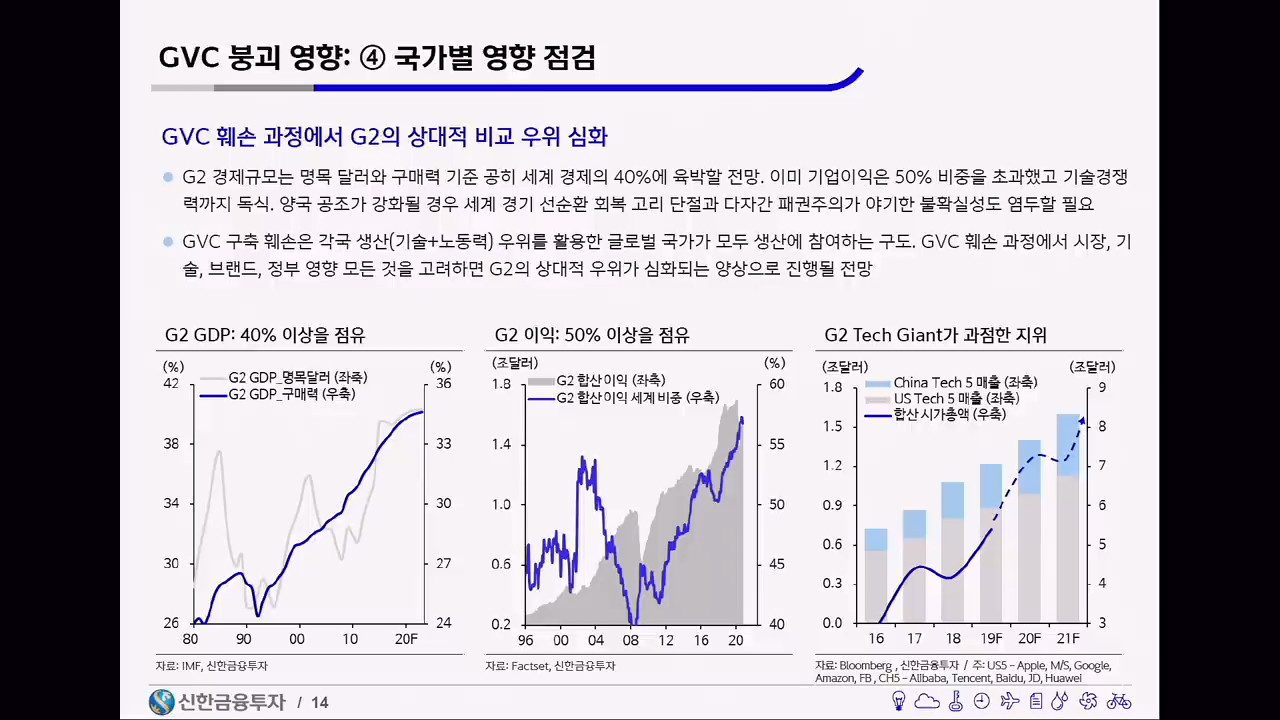 GVC 붕괴 영향: ④ 국가별 영향 점검
GVC 훼손 과정에서 G2의 상대적 비교 우위 심화
G2 경제규모는 명목 달러와 구매력 기준 공히 세계 경제의 40%에 육박할 전망. 이미 기업이익은 50% 비중을 초과했고 기술경쟁
력까지 독식. 양국 공조가 강화될 경우 세계 경기 선순환 회복 고리 단절과 다자간 패권주의가 야기한 불확실성도 염두할 필요
GVC 구축 훼손은 각국 생산(기술+노동력) 우위를 활용한 글로벌 국가가 모두 생산에 참여하는 구도. GVC 훼손 과정에서 시장, 기
술, 브랜드, 정부 영향 모든 것을 고려하면 G2의 상대적 우위가 심화되는 양상으로 진행될 전망
G2 GDP: 40% 이상을 점유
(%)
(%)
G2 GDP_명목달러 (좌축)
G2 GDP_구매력 (우축)
42
38
34
30
26
36
33
30
27
24
80 90 00 10 20F
자료: IMF, 신한금융투자
G2 이익: 50% 이상을 점유
(조달러)
(%)
G2 합산 이익 (좌축)
G2 합산 이익 세계 비중 (우축)
1.8
1.4
1.0
0.6
0.2
60
55
50
45
40
96 00 04 08 12 16 20
자료: Factset, 신한금융투자
G2 Tech Giant가 과점한 지위
(조달러)
(조달러)
China Tech 5 매출 (좌축)
US Tech 5 매출 (좌축)
합산 시가총액 (우축)
1.8
1.5
1.2
0.9
0.6
0.3
0.0
9
8
7
6
5
4
3
16 17 18 19F 20F 21F
자료: Bloomberg , 신한금융투자 / 주: US5 – Apple, M/S, Google,
Amazon, FB , CH5 – Alibaba, Tencent, Baidu, JD, Huawei
신한금융투자 / 14